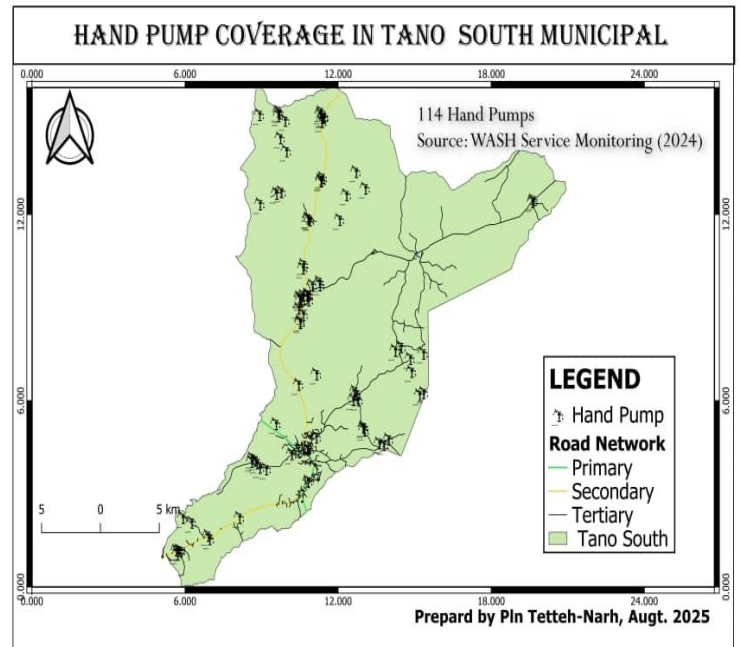 HAND PUMP COVERAGE IN TANO SOUTH MUNICIPAL
0.000 6.000 12.000 18.000 24.000
114 Hand Pumps
Source: WASH Service Monitoring (2024)
12.000 12.000
6.000 6.000
LEGEND
Hand Pump
Road Network
Primary
Secondary
Tertiary
Tano South
5 0 5 km
0.000 0.000
0.000 6.000 12.000 18.000 24.000
Prepard by Pln Tetteh-Narh, Augt. 2025